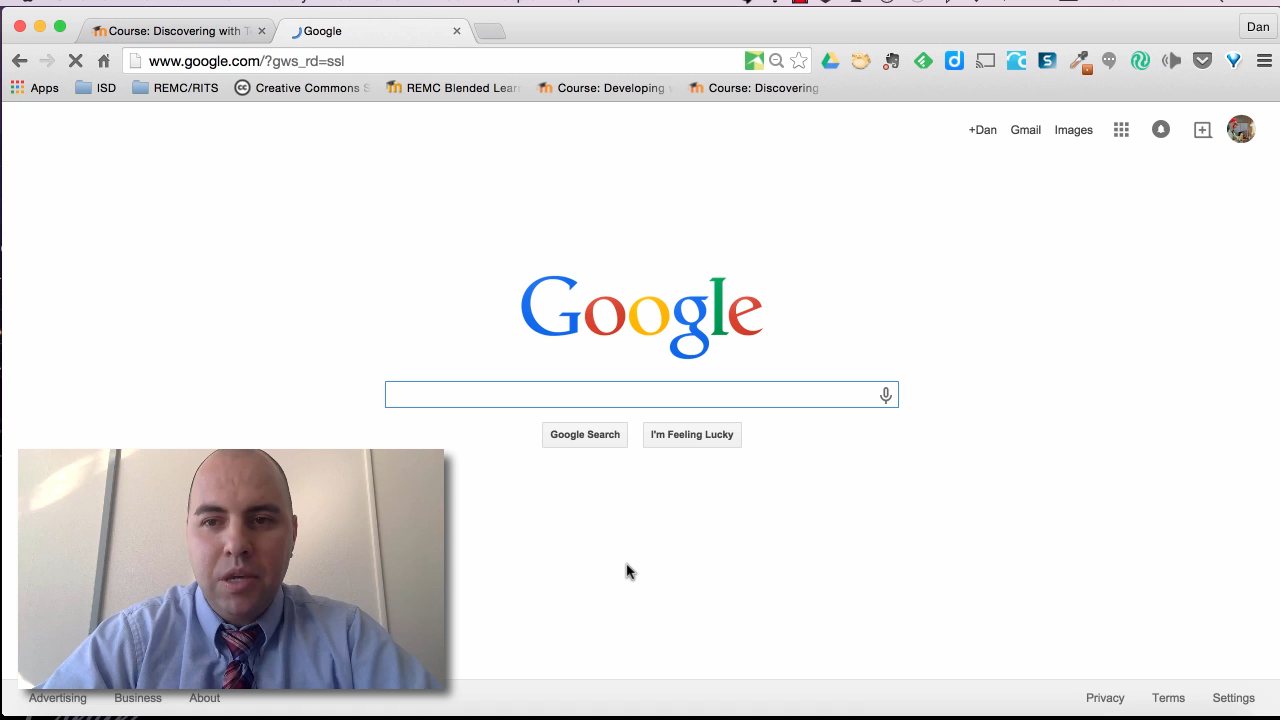 Course: Discovering with T
Google
Dan
www.google.com/?gws_rd=ssl
Apps
ISD
REMC/RITS
Creative Commons S
REMC Blended Lear
Course: Developing
Course: Discovering
+Dan
Gmail
Images
Google
Google Search
I'm Feeling Lucky
Advertising
Business
About
Privacy
Terms
Settings